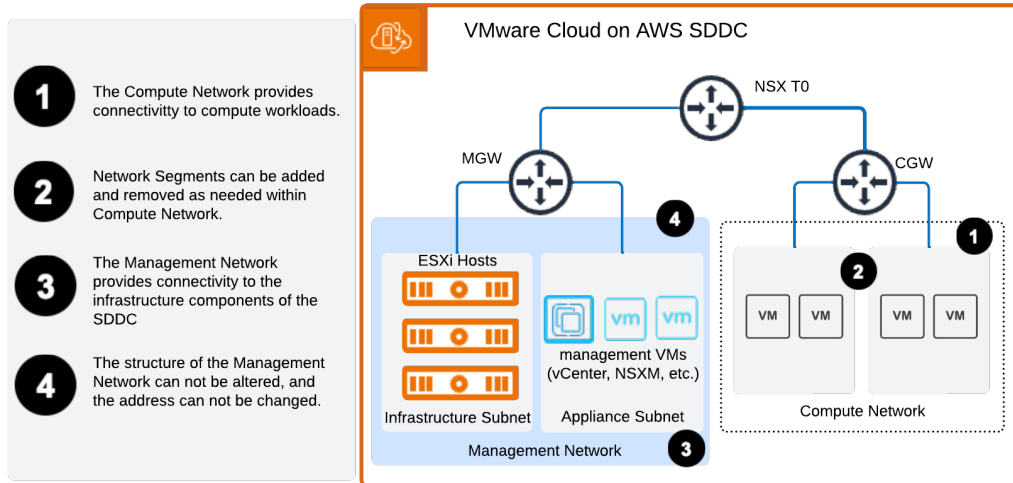 1
The Compute Network provides
connectivity to compute workloads.
2
Network Segments can be added
and removed as needed within
Compute Network.
3
The Management Network
provides connectivity to the
infrastructure components of the
SDDC
4
The structure of the Management
Network can not be altered, and
the address can not be changed.
VMware Cloud on AWS SDDC
NSX T0
MGW
CGW
4
1
ESXi Hosts
2
vm
vm
VM
VM
VM
VM
management VMs
(vCenter, NSXM, etc.)
Infrastructure Subnet
Appliance Subnet
Compute Network
Management Network
3